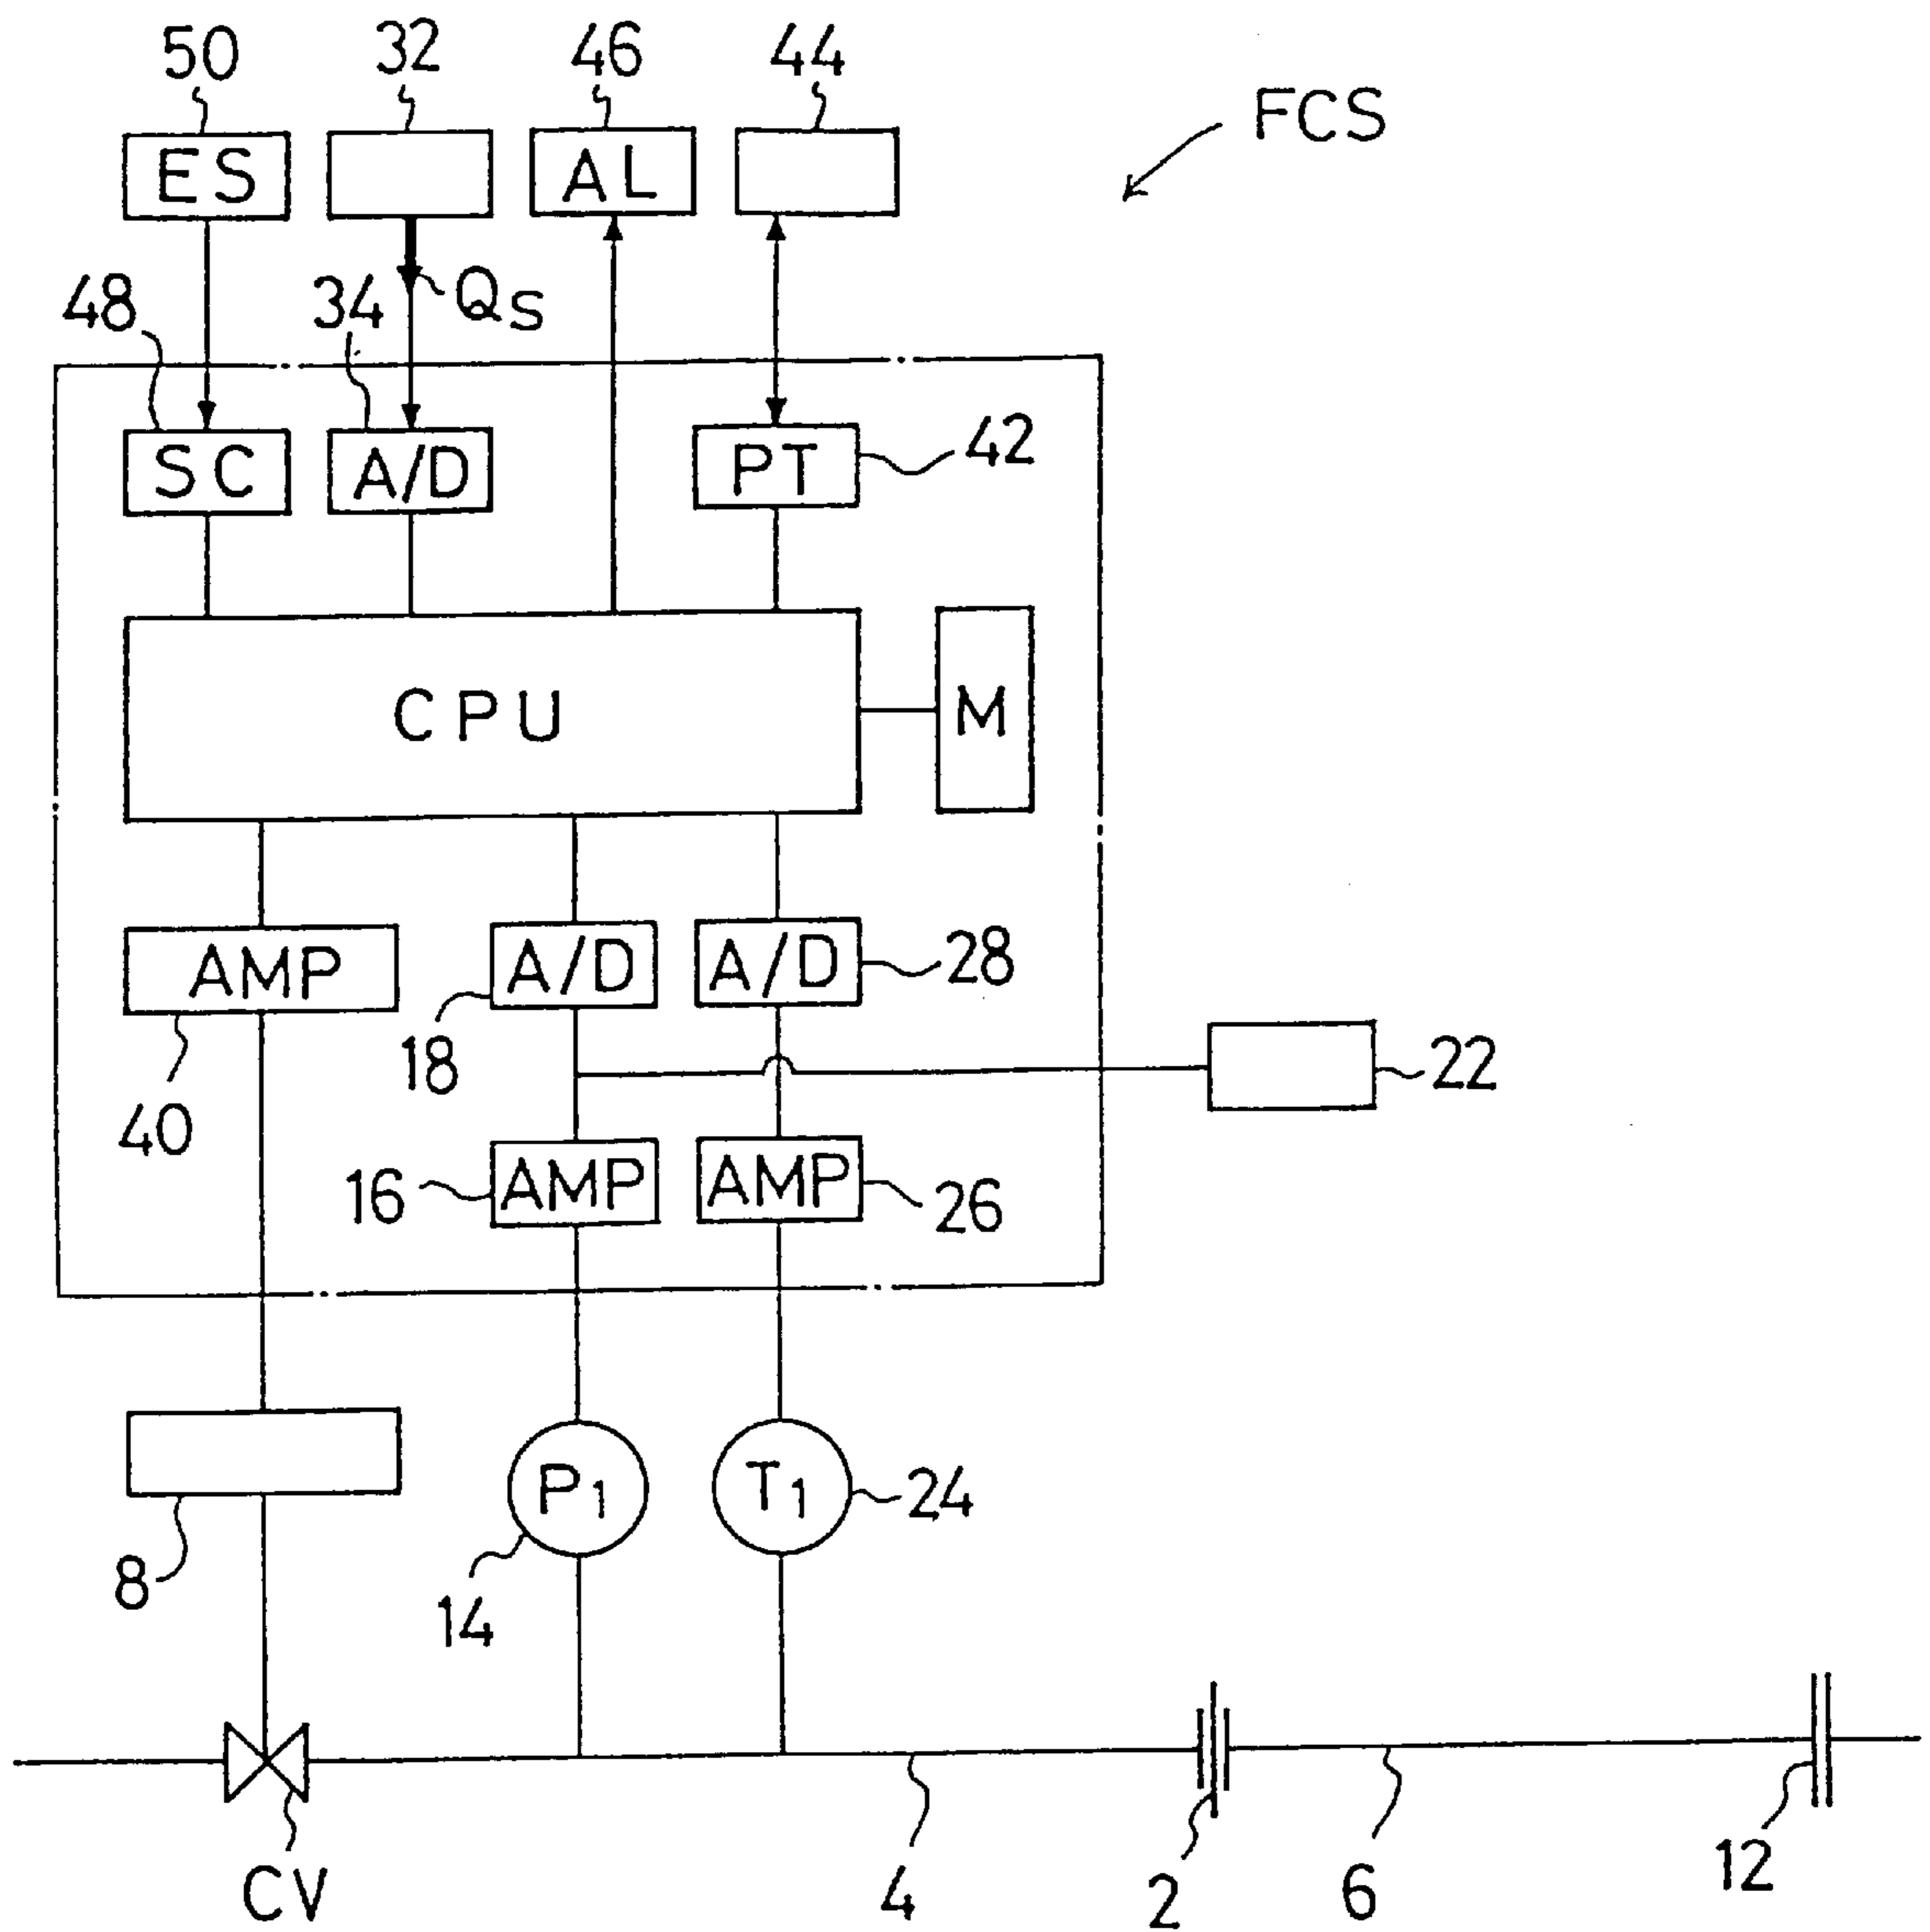 50 32 46 44
FCS
ES AL
QS
48 34
SC A/D PT 42
CPU M
AMP A/D A/D 28
18
22
40
16 AMP AMP 26
P1 T1 24
8
14
CV 4 2 6 12